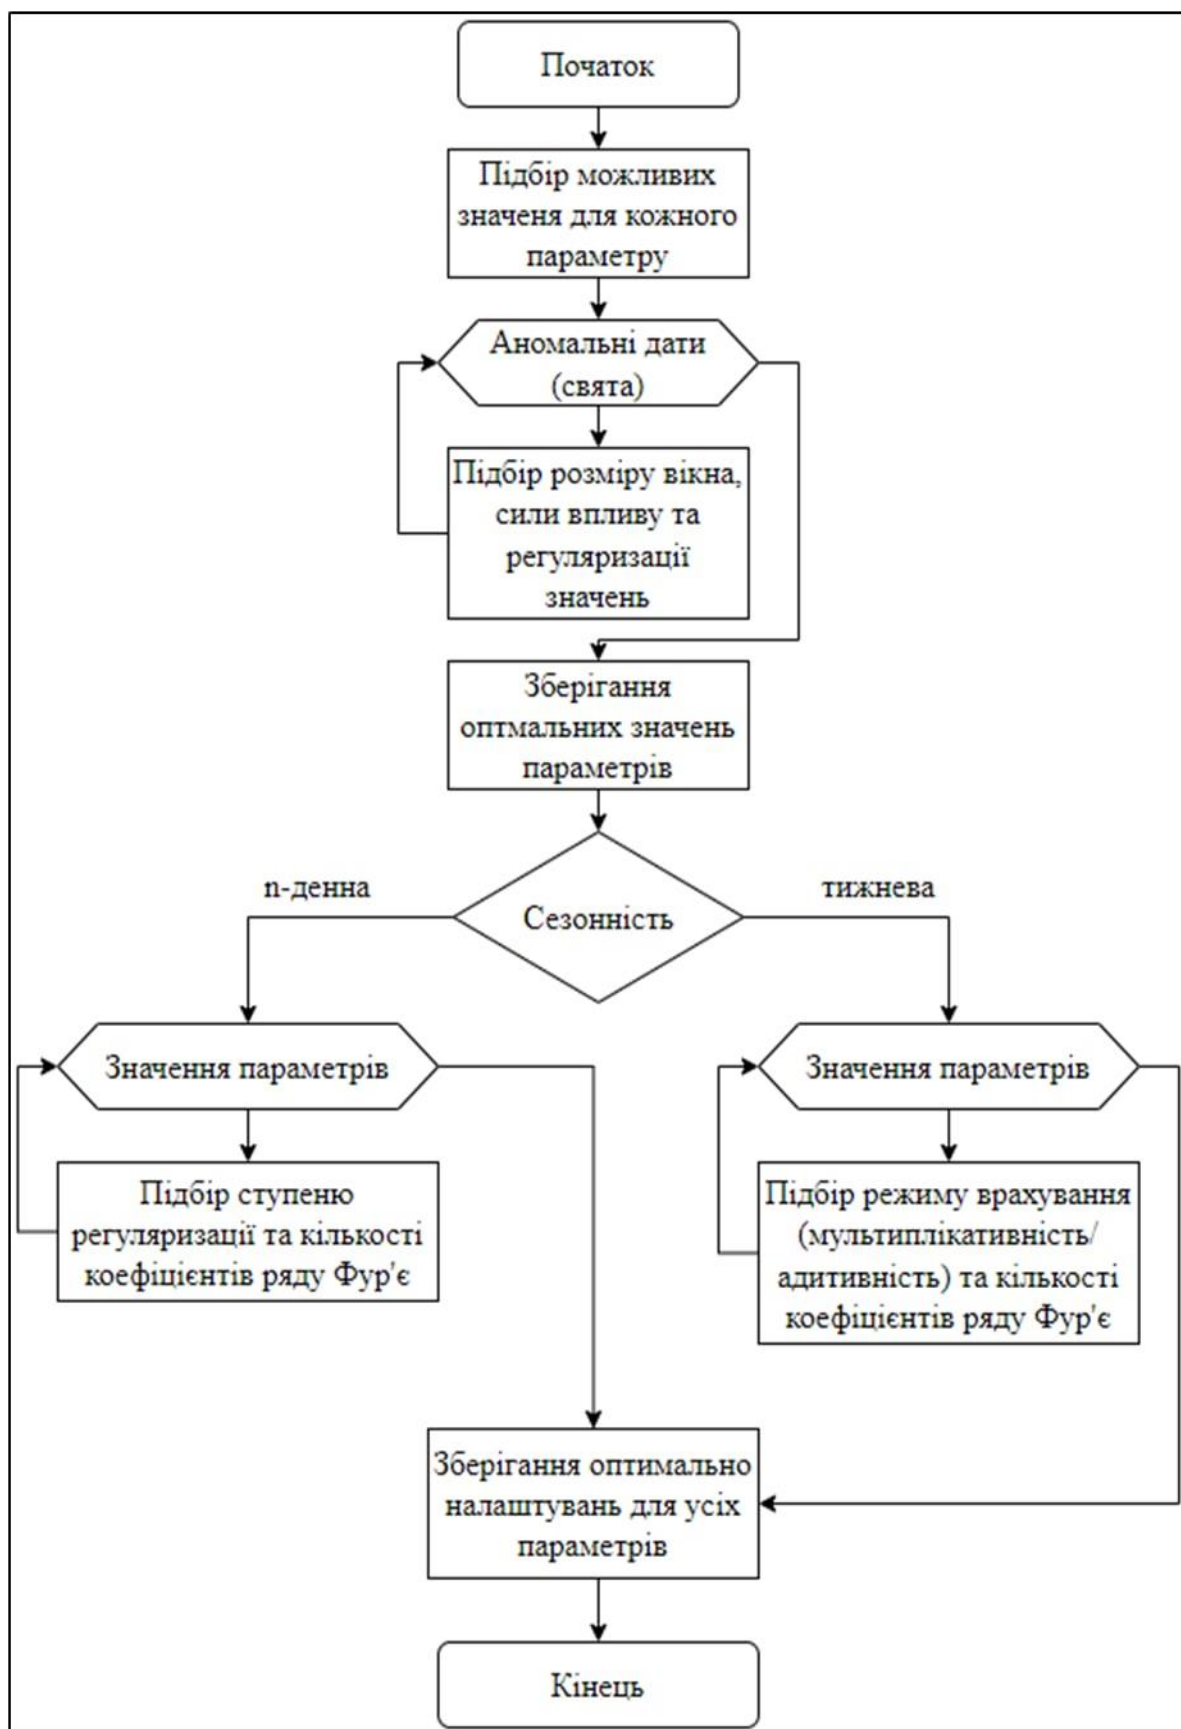 Початок
Підбір можливих
значеня для кожного
параметру
Аномальні дати
(свята)
Підбір розміру вікна,
сили впливу та
регуляризації
значень
Зберігання
оптмальних значень
параметрів
n-денна
тижнева
Сезонність
Значення параметрів
Значення параметрів
Підбір ступеню
регуляризації та кількості
коефіцієнтів ряду Фур'є
Підбір режиму врахування
(мультиплікативність/
адитивність) та кількості
коефіцієнтів ряду Фур'є
Зберігання оптимально
налаштувань для усіх
параметрів
Кінець